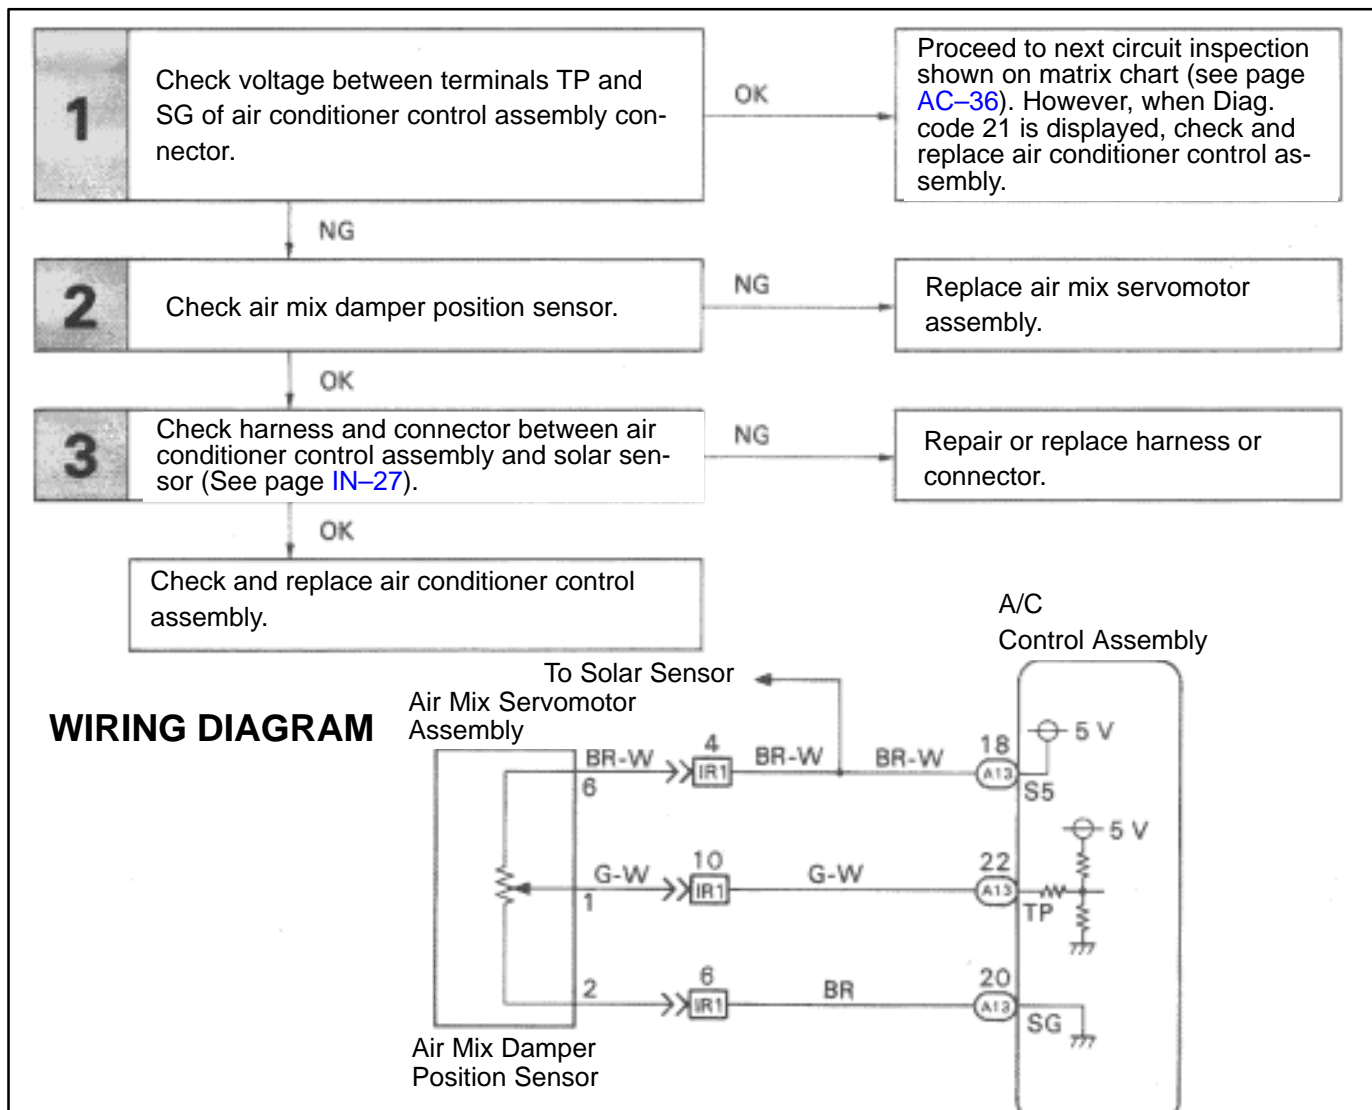 1
Check voltage between terminals TP and
SG of air conditioner control assembly con-
nector.
OK
Proceed to next circuit inspection
shown on matrix chart (see page
AC–36). However, when Diag.
code 21 is displayed, check and
replace air conditioner control as-
sembly.
NG
2
Check air mix damper position sensor.
NG
Replace air mix servomotor
assembly.
OK
3
Check harness and connector between air
conditioner control assembly and solar sen-
sor (See page IN–27).
NG
Repair or replace harness or
connector.
OK
Check and replace air conditioner control
assembly.
WIRING DIAGRAM
A/C
Control Assembly
To Solar Sensor
Air Mix Servomotor
Assembly
BR-W
6
4
IR1
BR-W
BR-W
18
A13
S5
5 V
5 V
G-W
1
10
IR1
G-W
22
A13
TP
2
6
IR1
BR
20
A13
SG
Air Mix Damper
Position Sensor